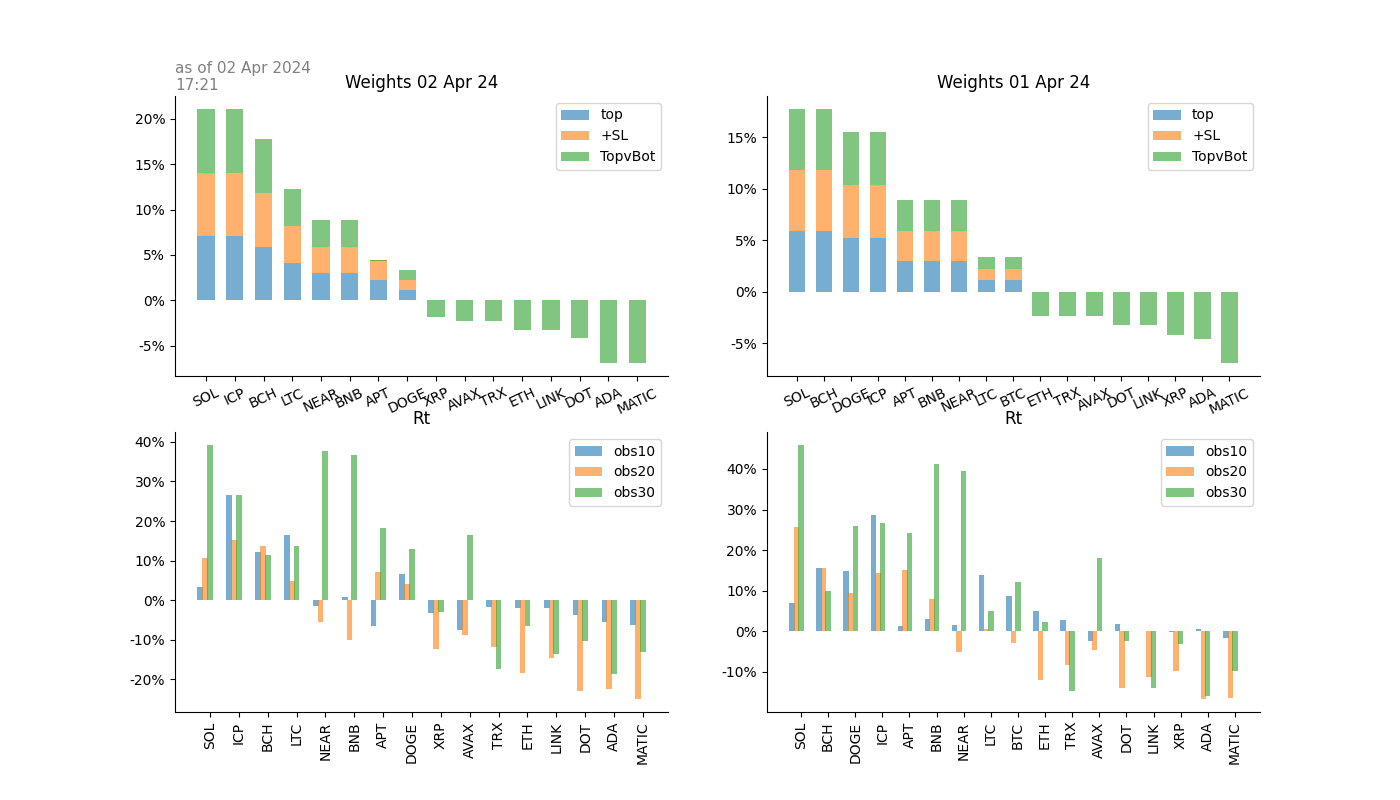 as of 02 Apr 2024
17:21
Weights 02 Apr 24
20%
15%
10%
5%
0%
-5%
top
+SL
TopvBot
SOL ICP BCH LTC NEAR BNB APT DOGE XRP AVAX TRX ETH LINK DOT ADA MATIC
Weights 01 Apr 24
15%
10%
5%
0%
-5%
top
+SL
TopvBot
SOL BCH DOGE ICP APT BNB NEAR LTC BTC ETH TRX AVAX DOT LINK XRP ADA MATIC
Rt
40%
30%
20%
10%
0%
-10%
-20%
obs10
obs20
obs30
SOL ICP BCH LTC NEAR BNB APT DOGE XRP AVAX TRX ETH LINK DOT ADA MATIC
Rt
40%
30%
20%
10%
0%
-10%
obs10
obs20
obs30
SOL BCH DOGE ICP APT BNB NEAR LTC BTC ETH TRX AVAX DOT LINK XRP ADA MATIC